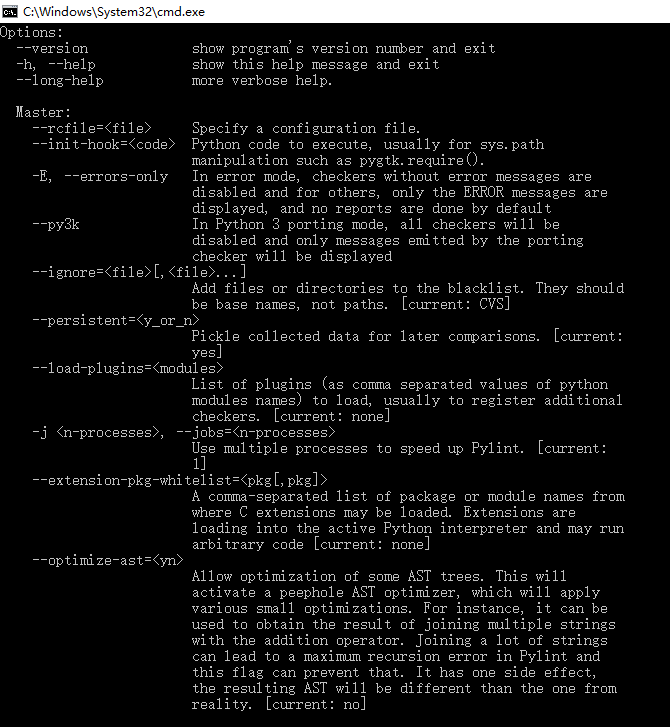 C:\Windows\System32\cmd.exe
Options:
--version show program's version number and exit
-h, --help show this help message and exit
--long-help more verbose help.
Master:
--rcfile=<file> Specify a configuration file.
--init-hook=<code> Python code to execute, usually for sys.path
manipulation such as pygtk.require().
-E, --errors-only In error mode, checkers without error messages are
disabled and for others, only the ERROR messages are
displayed, and no reports are done by default
--py3k In Python 3 porting mode, all checkers will be
disabled and only messages emitted by the porting
checker will be displayed
--ignore=<file>[,<file>...]
Add files or directories to the blacklist. They should
be base names, not paths. [current: CVS]
--persistent=<y_or_n>
Pickle collected data for later comparisons. [current:
yes]
--load-plugins=<modules>
List of plugins (as comma separated values of python
modules names) to load, usually to register additional
checkers. [current: none]
-j <n-processes>, --jobs=<n-processes>
Use multiple processes to speed up Pylint. [current:
1]
--extension-pkg-whitelist=<pkg[,pkg]>
A comma-separated list of package or module names from
where C extensions may be loaded. Extensions are
loading into the active Python interpreter and may run
arbitrary code [current: none]
--optimize-ast=<yn>
Allow optimization of some AST trees. This will
activate a peephole AST optimizer, which will apply
various small optimizations. For instance, it can be
used to obtain the result of joining multiple strings
with the addition operator. Joining a lot of strings
can lead to a maximum recursion error in Pylint and
this flag can prevent that. It has one side effect,
the resulting AST will be different than the one from
reality. [current: no]